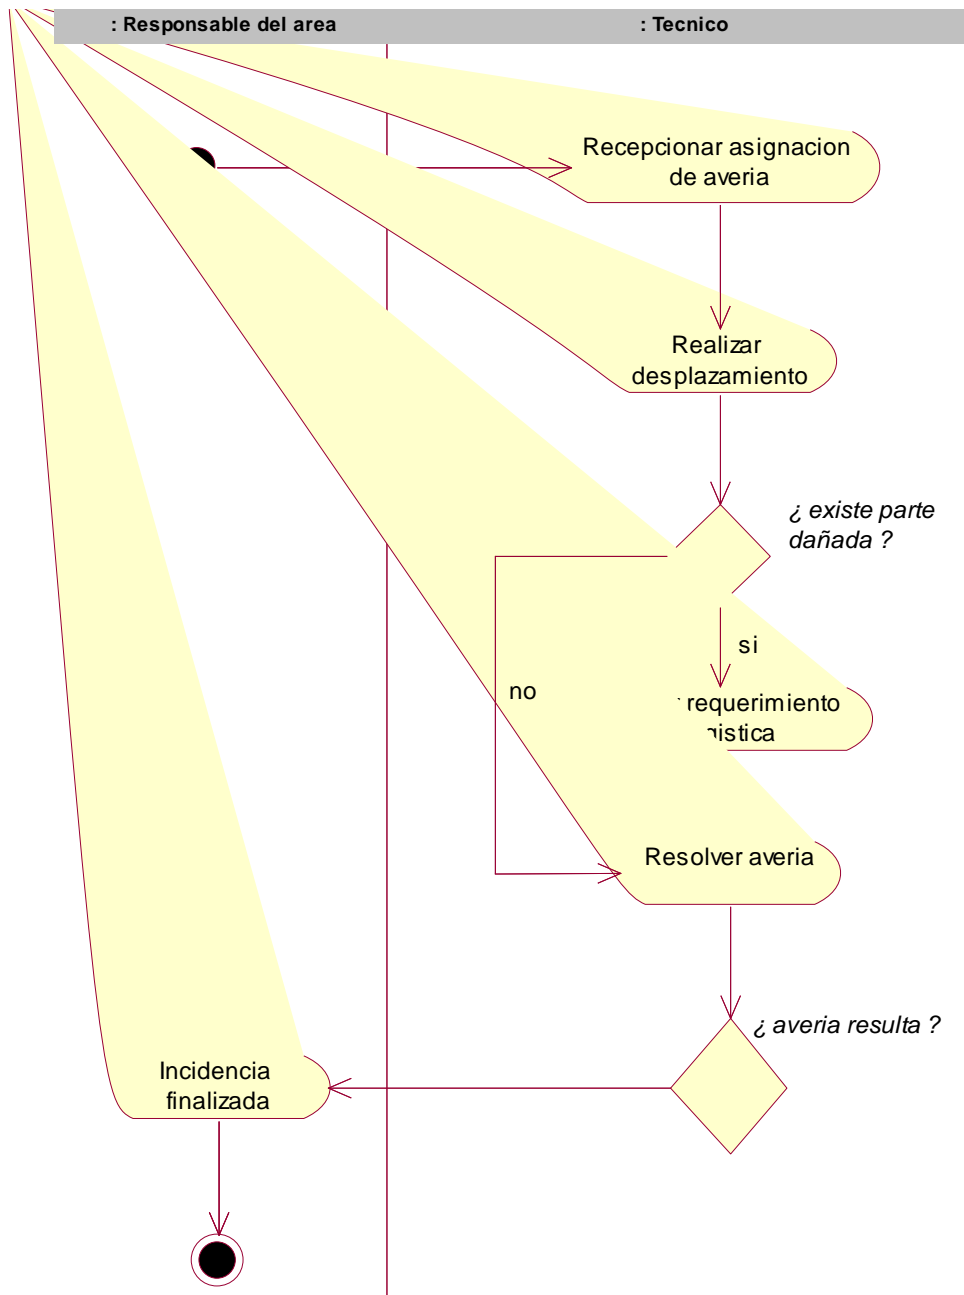 : Responsable del area
: Tecnico
Recepcionar asignacion
de averia
Realizar
desplazamiento
¿ existe parte
dañada ?
si
no
requerimiento
Resolver averia
¿ averia resulta ?
Incidencia
finalizada